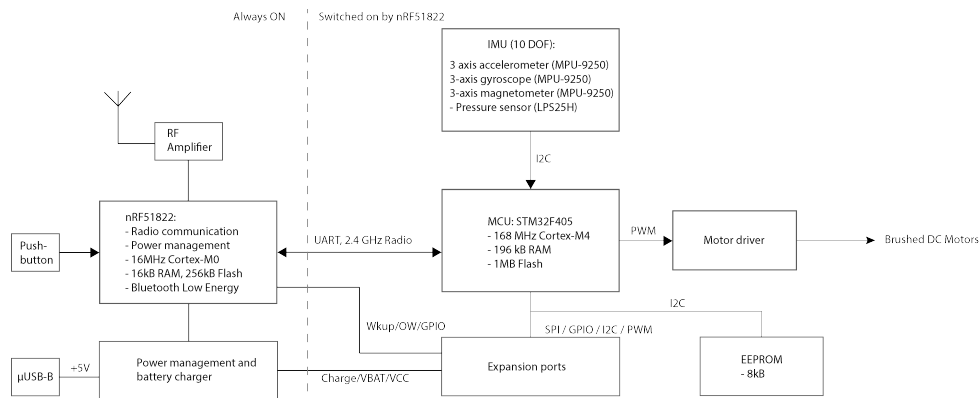 Always ON
Switched on by nRF51822
IMU (10 DOF):
3 axis accelerometer (MPU-9250)
3-axis gyroscope (MPU-9250)
3-axis magnetometer (MPU-9250)
- Pressure sensor (LPS25H)
RF
Amplifier
I2C
nRF51822:
- Radio communication
- Power management
- 16MHz Cortex-M0
- 16kB RAM, 256kB Flash
- Bluetooth Low Energy
Push-
button
UART, 2.4 GHz Radio
MCU: STM32F405
- 168 MHz Cortex-M4
- 196 kB RAM
- 1MB Flash
PWM
Motor driver
Brushed DC Motors
I2C
Wkup/OW/GPIO
SPI / GPIO / I2C / PWM
µUSB-B
+5V
Power management and
battery charger
Charge/VBAT/VCC
Expansion ports
EEPROM
- 8kB